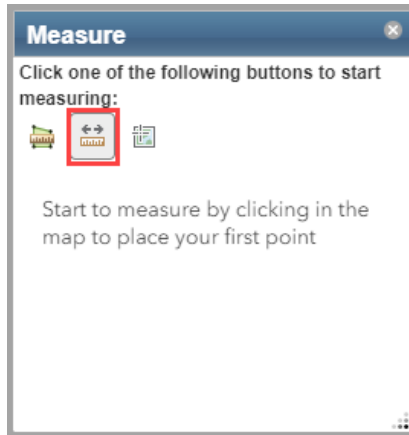 Measure
Click one of the following buttons to start
measuring:
Start to measure by clicking in the
map to place your first point